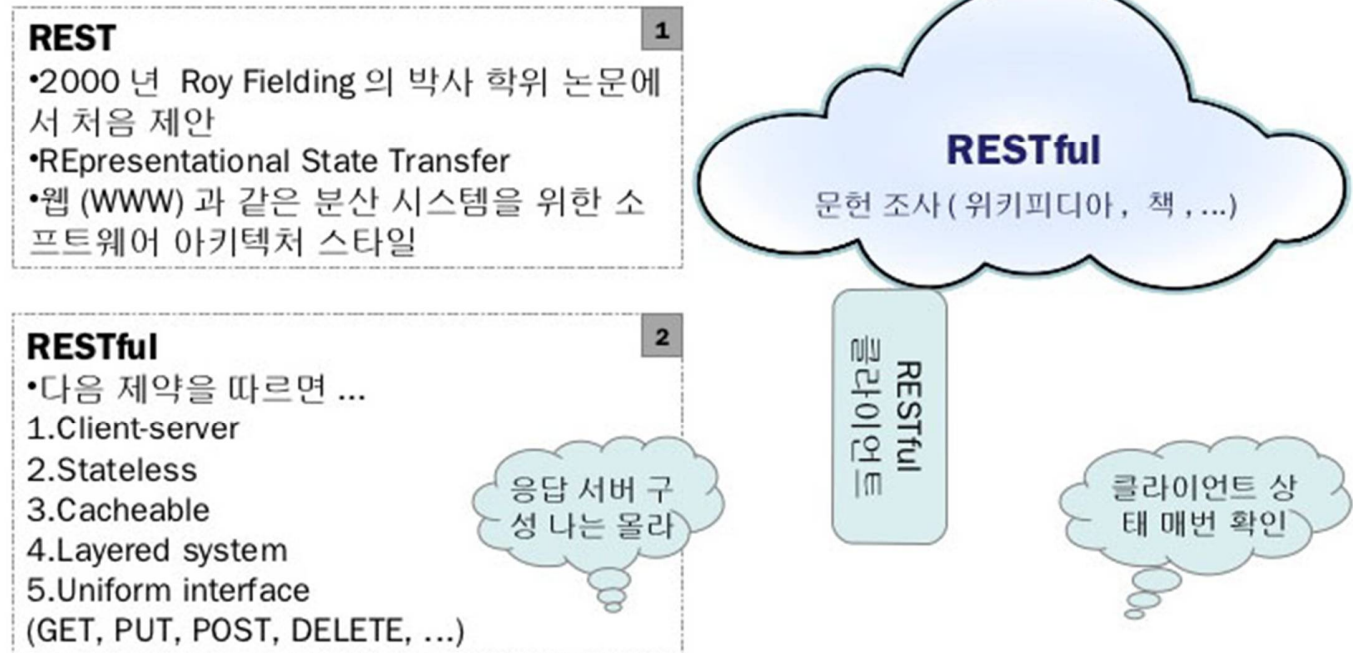 REST
1
•2000 년 Roy Fielding 의 박사 학위 논문에
서 처음 제안
•REpresentational State Transfer
•웹 (WWW) 과 같은 분산 시스템을 위한 소
프트웨어 아키텍처 스타일
RESTful
문헌 조사 ( 위키피디아 , 책 , ...)
RESTful
2
•다음 제약을 따르면 ...
1.Client-server
2.Stateless
3.Cacheable
4.Layered system
5.Uniform interface
(GET, PUT, POST, DELETE, ...)
응답 서버 구
성 나는 몰라
RESTful
클라이언트
클라이언트 상
태 매번 확인